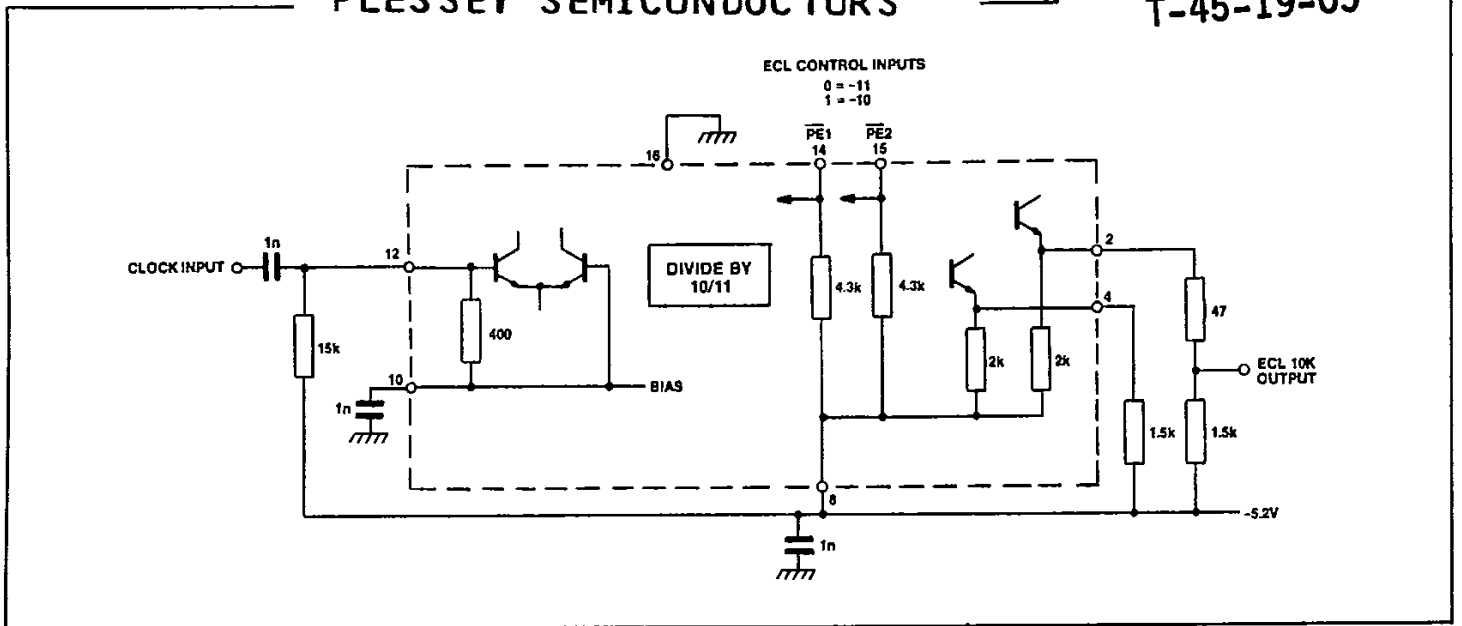 PLESSEY SEMICONDUCTORS
T-45-19-05
ECL CONTROL INPUTS
0 = -11
1 = -10
PE1
PE2
14
15
16
1n
12
2
CLOCK INPUT
DIVIDE BY
10/11
4.3k
4.3k
4
47
400
15k
2k
2k
ECL 10K
OUTPUT
10
BIAS
1n
1.5k
1.5k
8
-5.2V
1n